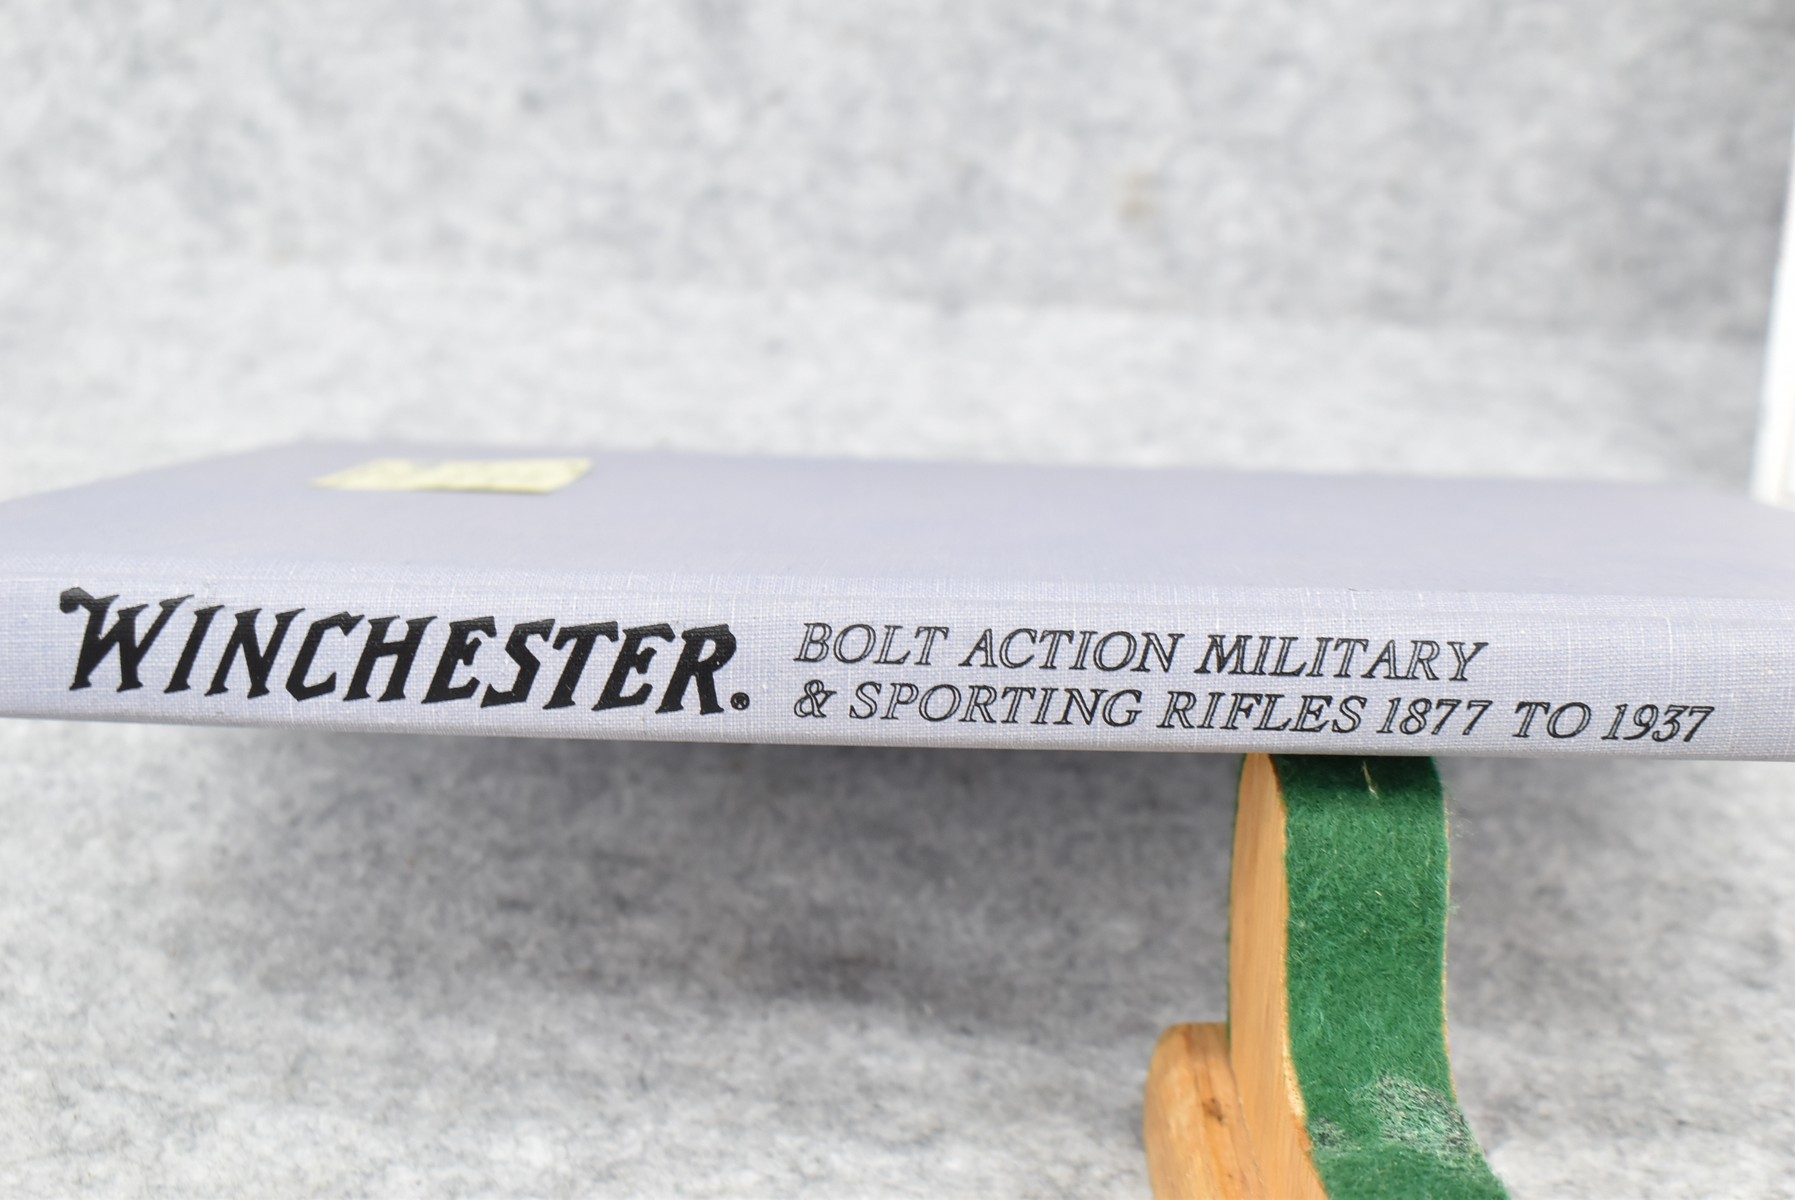 WINCHESTER® BOLT ACTION MILITARY
& SPORTING RIFLES 1877 TO 1937